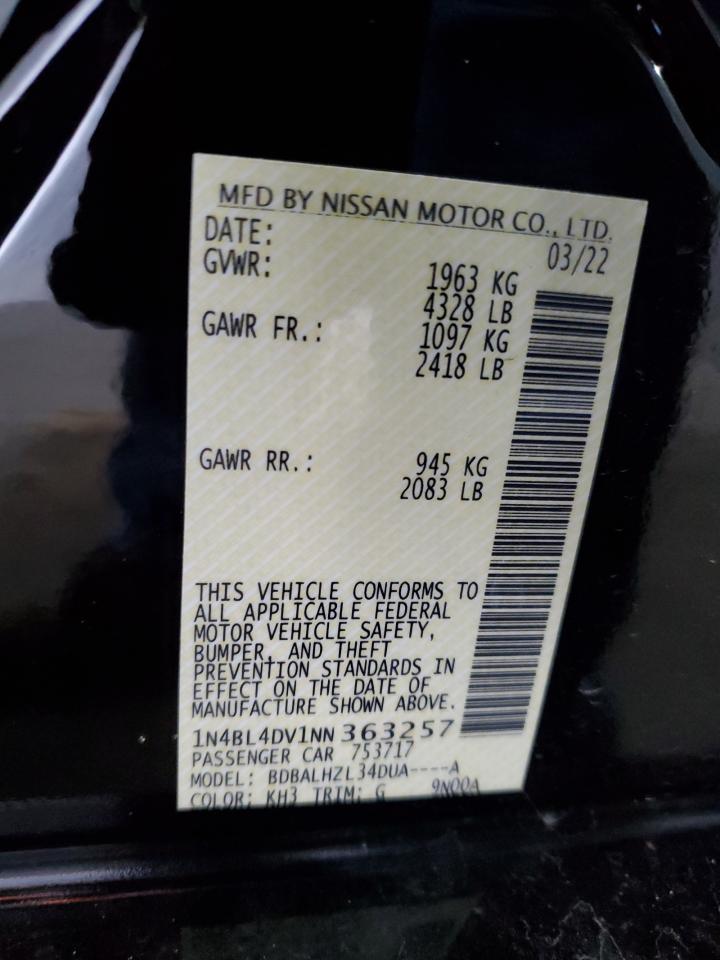 MFD BY NISSAN MOTOR CO., LTD.
DATE: 03/22
GVWR: 1963 KG
4328 LB
GAWR FR.: 1097 KG
2418 LB
GAWR RR.: 945 KG
2083 LB
THIS VEHICLE CONFORMS TO
ALL APPLICABLE FEDERAL
MOTOR VEHICLE SAFETY,
BUMPER, AND THEFT
PREVENTION STANDARDS IN
EFFECT ON THE DATE OF
MANUFACTURE SHOWN ABOVE.
1N4BL4DV1NN363257
PASSENGER CAR 753717
MODEL: BDBALHZL34DUA----A
COLOR: KH3 TRIM: G 9N00A